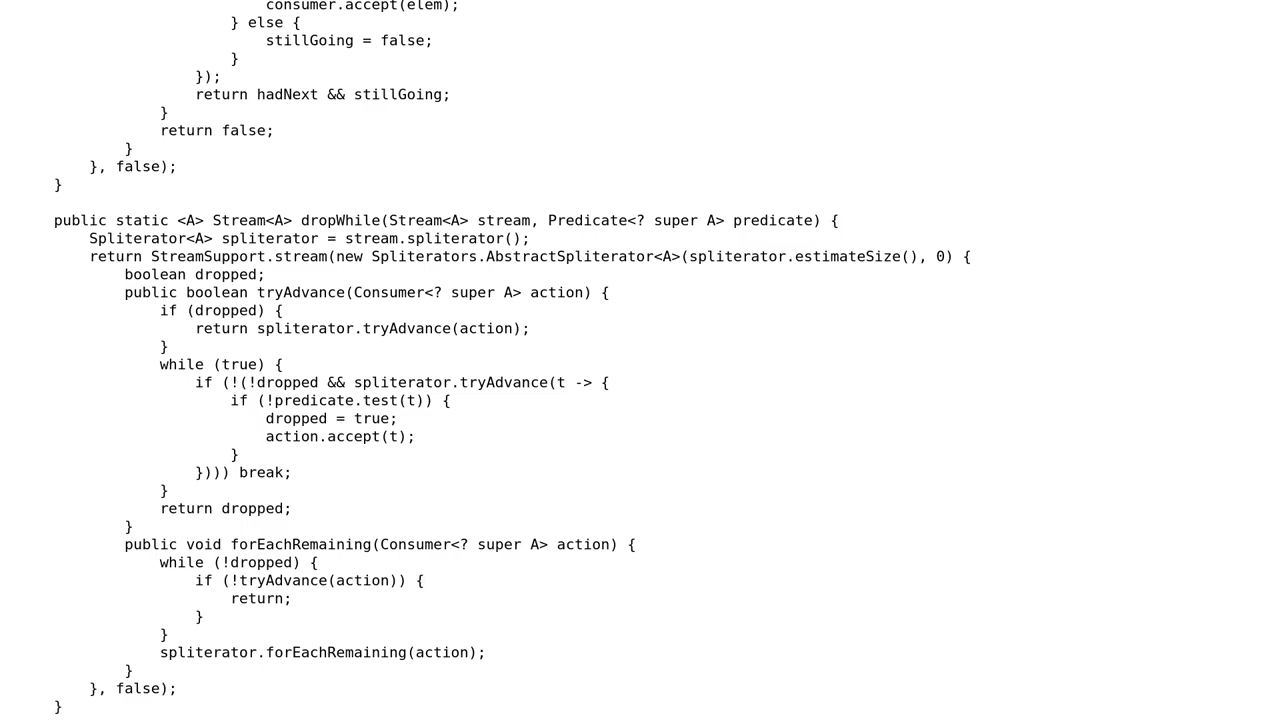 consumer.accept(elem);
} else {
stillGoing = false;
}
});
return hadNext && stillGoing;
}
return false;
}
}, false);
}
public static <A> Stream<A> dropWhile(Stream<A> stream, Predicate<? super A> predicate) {
Spliterator<A> spliterator = stream.spliterator();
return StreamSupport.stream(new Spliterators.AbstractSpliterator<A>(spliterator.estimateSize(), 0) {
boolean dropped;
public boolean tryAdvance(Consumer<? super A> action) {
if (dropped) {
return spliterator.tryAdvance(action);
}
while (true) {
if (!(!dropped && spliterator.tryAdvance(t -> {
if (!predicate.test(t)) {
dropped = true;
action.accept(t);
}
}))) break;
}
return dropped;
}
public void forEachRemaining(Consumer<? super A> action) {
while (!dropped) {
if (!tryAdvance(action)) {
return;
}
}
spliterator.forEachRemaining(action);
}
}, false);
}